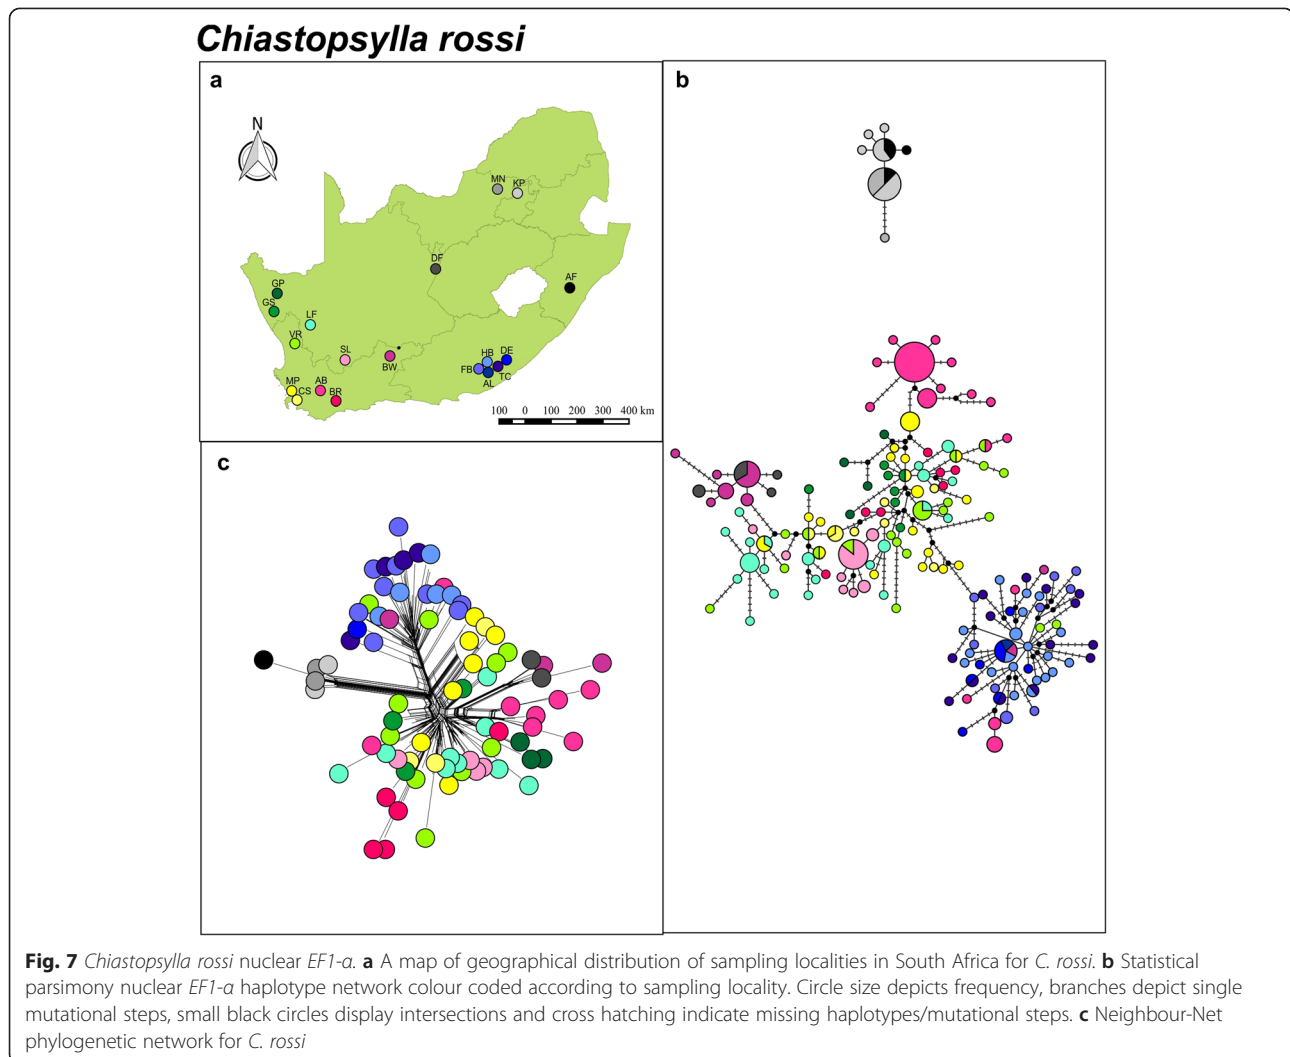 Chiastopsylla rossi
a
N
MN
KP
DF
AF
GP
GS
LF
VR
SL
BW
HB
DE
FB
TC
AL
MP
AB
CS
BR
100 0 100 200 300 400 km
b
c
Fig. 7 Chiastopsylla rossi nuclear EF1-α. a A map of geographical distribution of sampling localities in South Africa for C. rossi. b Statistical
parsimony nuclear EF1-α haplotype network colour coded according to sampling locality. Circle size depicts frequency, branches depict single
mutational steps, small black circles display intersections and cross hatching indicate missing haplotypes/mutational steps. c Neighbour-Net
phylogenetic network for C. rossi